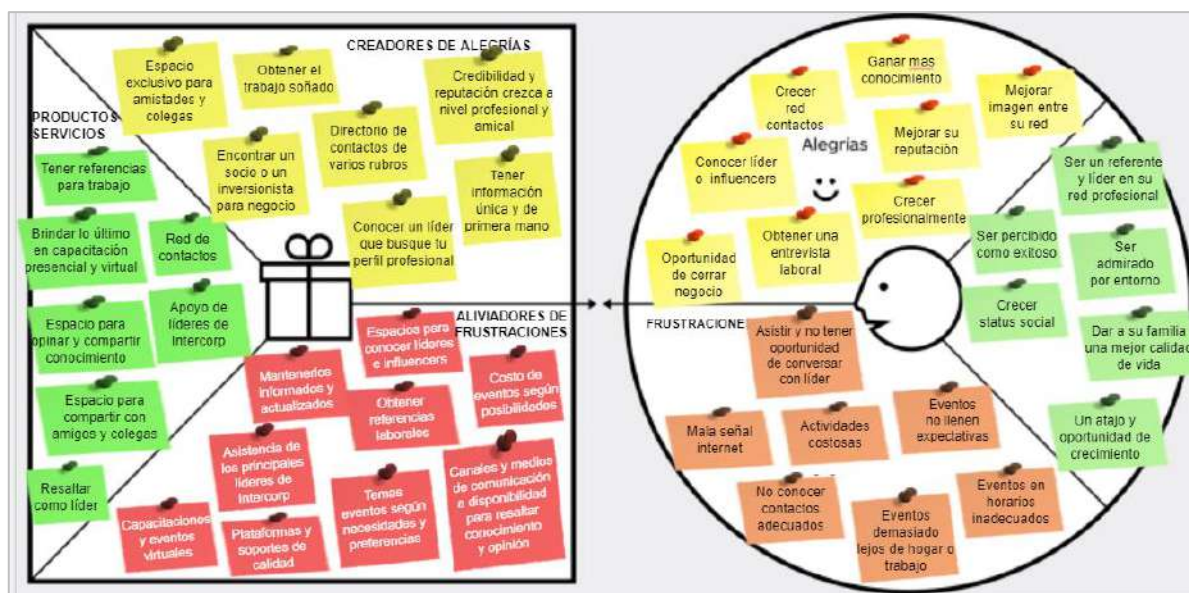 CREADORES DE ALEGRÍAS
Espacio
exclusivo para
amistades y
colegas
Obtener el
trabajo soñado
Credibilidad y
reputación crezca a
nivel profesional y
amical
Encontrar un
socio o un
inversionista
para negocio
Directorio de
contactos de
varios rubros
Tener
información
única y de
primera mano
Conocer un líder
que busque tu
perfil profesional
PRODUCTOS
SERVICIOS
Tener referencias
para trabajo
Brindar lo último
en capacitación
presencial y virtual
Red de
contactos
Espacio para
opinar y compartir
conocimiento
Apoyo de
líderes de
Intercorp
Espacio para
compartir con
amigos y colegas
Resaltar
como líder
ALIVIADORES DE
FRUSTRACIONES
Espacios para
conocer líderes
e influencers
Mantenerlos
informados y
actualizados
Obtener
referencias
laborales
Costo de
eventos según
posibilidades
Asistencia de
los principales
líderes de
Intercorp
Capacitaciones
y eventos
virtuales
Plataformas y
soportes de
calidad
Temas
eventos según
necesidades y
preferencias
Canales y medios
de comunicación
a disponibilidad
para resaltar
conocimiento
y opinión
Alegrías
Ganar mas
conocimiento
Crecer
red
contactos
Mejorar
imagen entre
su red
Mejorar su
reputación
Conocer líder
o influencers
Crecer
profesionalmente
Obtener una
entrevista
laboral
Oportunidad
de cerrar
negocio
Ser un referente
y líder en su
red profesional
Ser percibido
como exitoso
Ser
admirado
por entorno
Crecer
status social
Dar a su familia
una mejor calidad
de vida
Un atajo y
oportunidad de
crecimiento
FRUSTRACIONE
Asistir y no tener
oportunidad
de conversar
con líder
Mala señal
internet
Actividades
costosas
Eventos
no llenen
expectativas
No conocer
contactos
adecuados
Eventos
demasiado
lejos de hogar o
trabajo
Eventos en
horarios
inadecuados